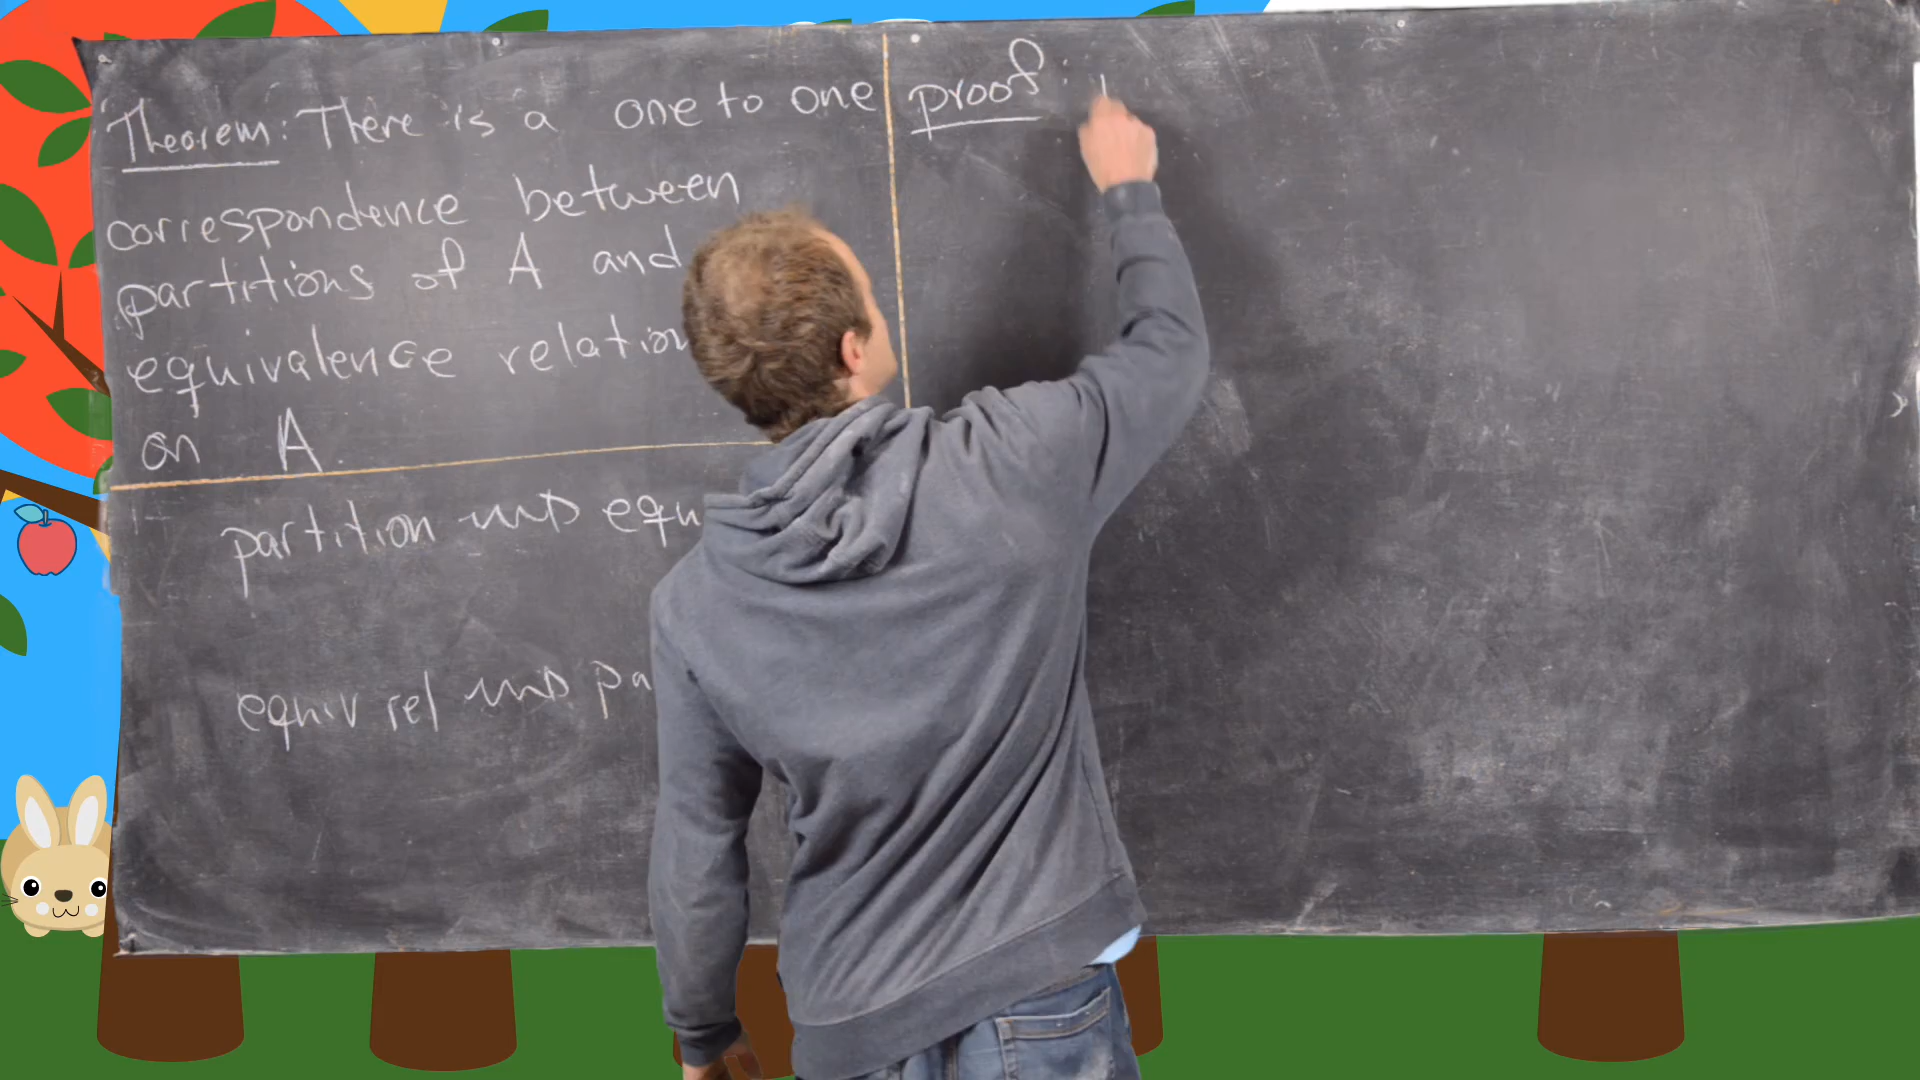 Theorem: There is a one to one
correspondence between
partitions of A and
equivalence relation
on A.
partition ⇝ equ
equiv rel ⇝ pa
proof: